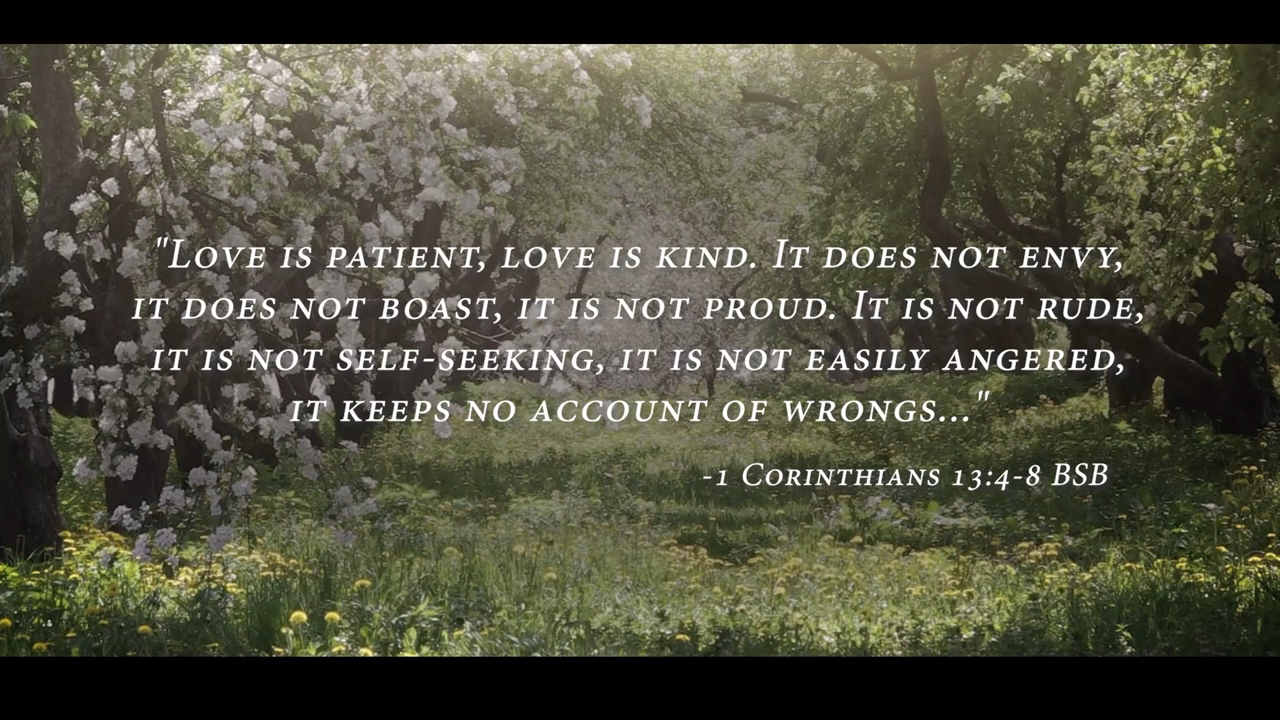 "Love is patient, love is kind. It does not envy,
it does not boast, it is not proud. It is not rude,
it is not self-seeking, it is not easily angered,
it keeps no account of wrongs..."
-1 Corinthians 13:4-8 BSB